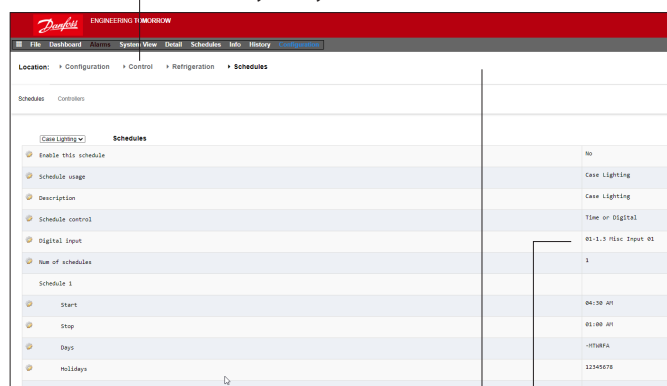 Danfoss ENGINEERING TOMORROW
File Dashboard Alarms System View Detail Schedules Info History Configuration
Location: Configuration Control Refrigeration Schedules
Schedules Controllers
Case Lighting Schedules
Enable this schedule No
Schedule usage Case Lighting
Description Case Lighting
Schedule control Time or Digital
Digital input 01-1.3 Misc Input 01
Num of schedules 1
Schedule 1
Start 04:30 AM
Stop 01:00 AM
Days -MTWRFA
Holidays 12345678